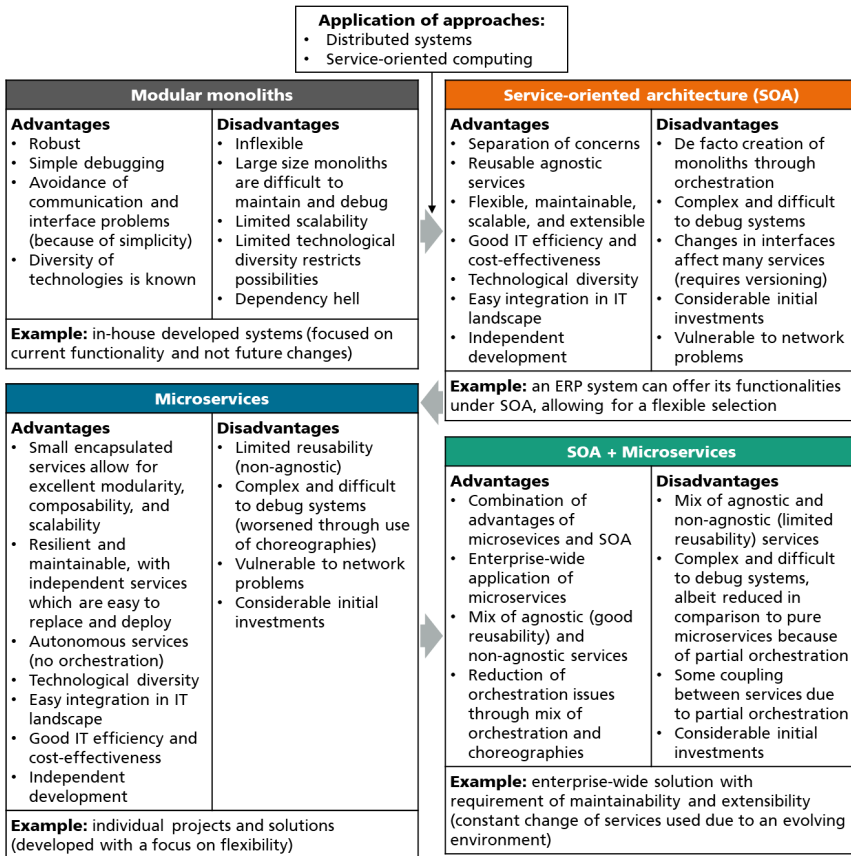 Application of approaches:
• Distributed systems
• Service-oriented computing
Modular monoliths
Advantages
• Robust
• Simple debugging
• Avoidance of
communication and
interface problems
(because of simplicity)
• Diversity of
technologies is known
Disadvantages
• Inflexible
• Large size monoliths
are difficult to
maintain and debug
• Limited scalability
• Limited technological
diversity restricts
possibilities
• Dependency hell
Example: in-house developed systems (focused on
current functionality and not future changes)
Service-oriented architecture (SOA)
Advantages
• Separation of concerns
• Reusable agnostic
services
• Flexible, maintainable,
scalable, and extensible
• Good IT efficiency and
cost-effectiveness
• Technological diversity
• Easy integration in IT
landscape
• Independent
development
Disadvantages
• De facto creation of
monoliths through
orchestration
• Complex and difficult
to debug systems
• Changes in interfaces
affect many services
(requires versioning)
• Considerable initial
investments
• Vulnerable to network
problems
Example: an ERP system can offer its functionalities
under SOA, allowing for a flexible selection
Microservices
Advantages
• Small encapsulated
services allow for
excellent modularity,
composability, and
scalability
• Resilient and
maintainable, with
independent services
which are easy to
replace and deploy
• Autonomous services
(no orchestration)
• Technological diversity
• Easy integration in IT
landscape
• Good IT efficiency and
cost-effectiveness
• Independent
development
Disadvantages
• Limited reusability
(non-agnostic)
• Complex and difficult
to debug systems
(worsened through use
of choreographies)
• Vulnerable to network
problems
• Considerable initial
investments
Example: individual projects and solutions
(developed with a focus on flexibility)
SOA + Microservices
Advantages
• Combination of
advantages of
microsevices and SOA
• Enterprise-wide
application of
microservices
• Mix of agnostic (good
reusability) and
non-agnostic services
• Reduction of
orchestration issues
through mix of
orchestration and
choreographies
Disadvantages
• Mix of agnostic and
non-agnostic (limited
reusability) services
• Complex and difficult
to debug systems,
albeit reduced in
comparison to pure
microservices because
of partial orchestration
• Some coupling
between services due
to partial orchestration
• Considerable initial
investments
Example: enterprise-wide solution with
requirement of maintainability and extensibility
(constant change of services used due to an evolving
environment)